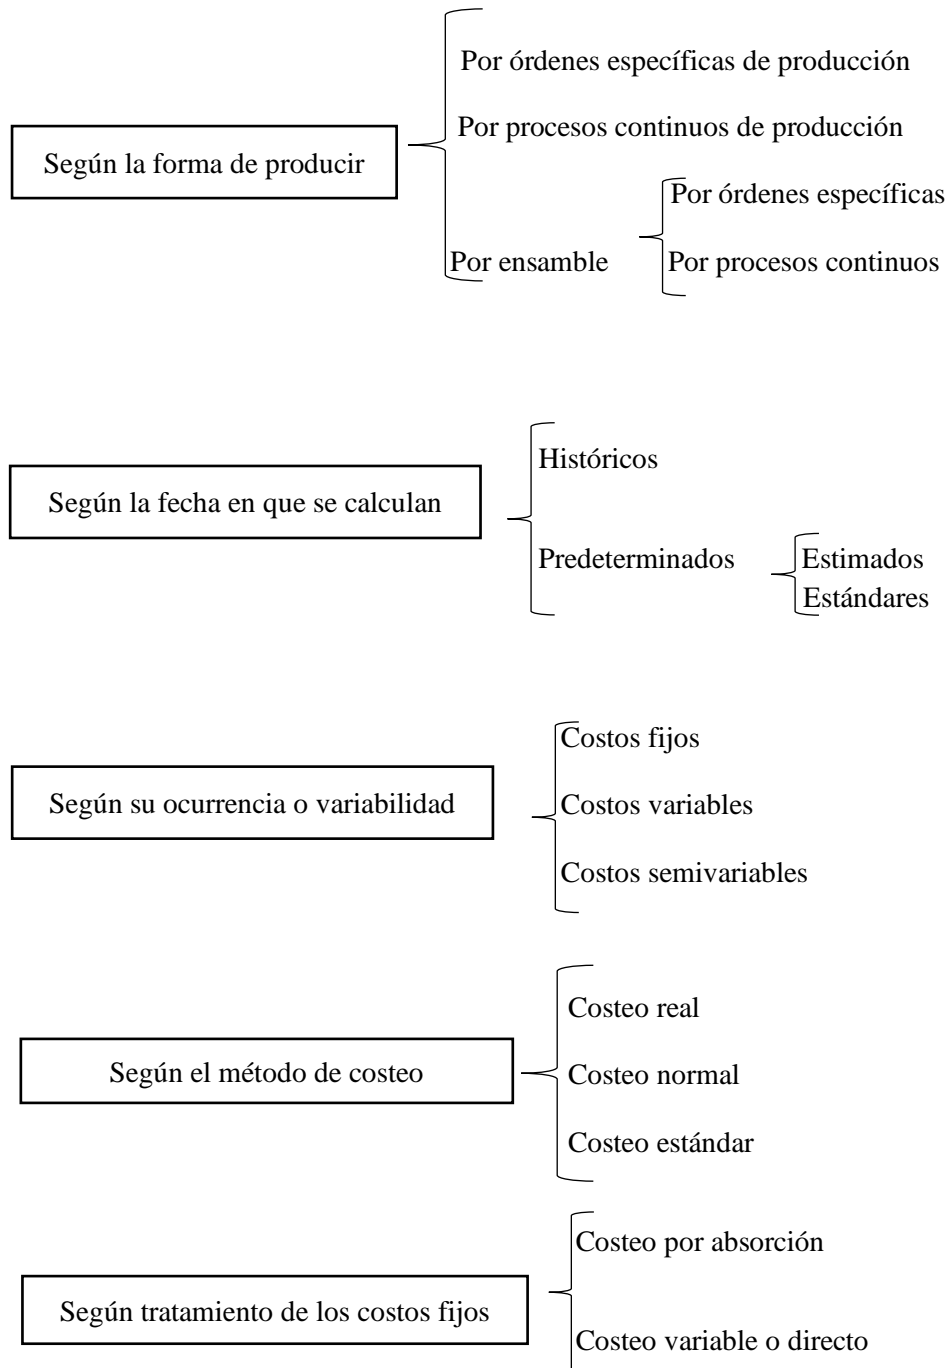 Por órdenes específicas de producción
Por procesos continuos de producción
Según la forma de producir
Por órdenes específicas
Por ensamble
Por procesos continuos
Históricos
Según la fecha en que se calculan
Predeterminados
Estimados
Estándares
Costos fijos
Según su ocurrencia o variabilidad
Costos variables
Costos semivariables
Costeo real
Según el método de costeo
Costeo normal
Costeo estándar
Costeo por absorción
Según tratamiento de los costos fijos
Costeo variable o directo